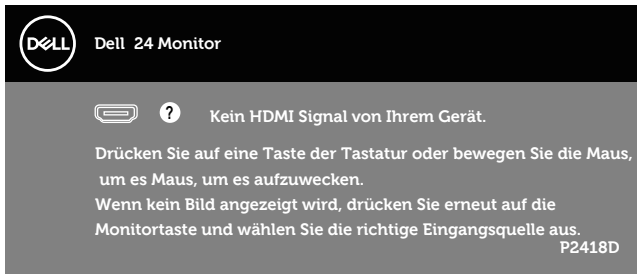 DELL
Dell 24 Monitor
? Kein HDMI Signal von Ihrem Gerät.
Drücken Sie auf eine Taste der Tastatur oder bewegen Sie die Maus,
um es Maus, um es aufzuwecken.
Wenn kein Bild angezeigt wird, drücken Sie erneut auf die
Monitortaste und wählen Sie die richtige Eingangsquelle aus.
P2418D